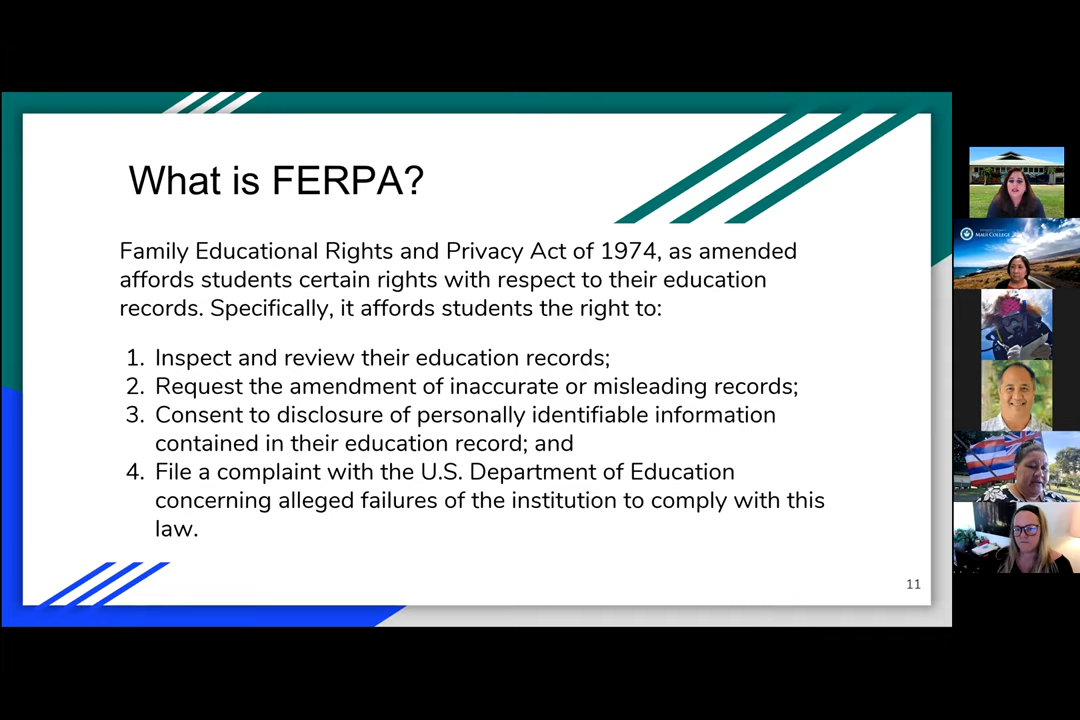 What is FERPA?
Family Educational Rights and Privacy Act of 1974, as amended
affords students certain rights with respect to their education
records. Specifically, it affords students the right to:
1. Inspect and review their education records;
2. Request the amendment of inaccurate or misleading records;
3. Consent to disclosure of personally identifiable information
contained in their education record; and
4. File a complaint with the U.S. Department of Education
concerning alleged failures of the institution to comply with this
law.
11
MAUI COLLEGE